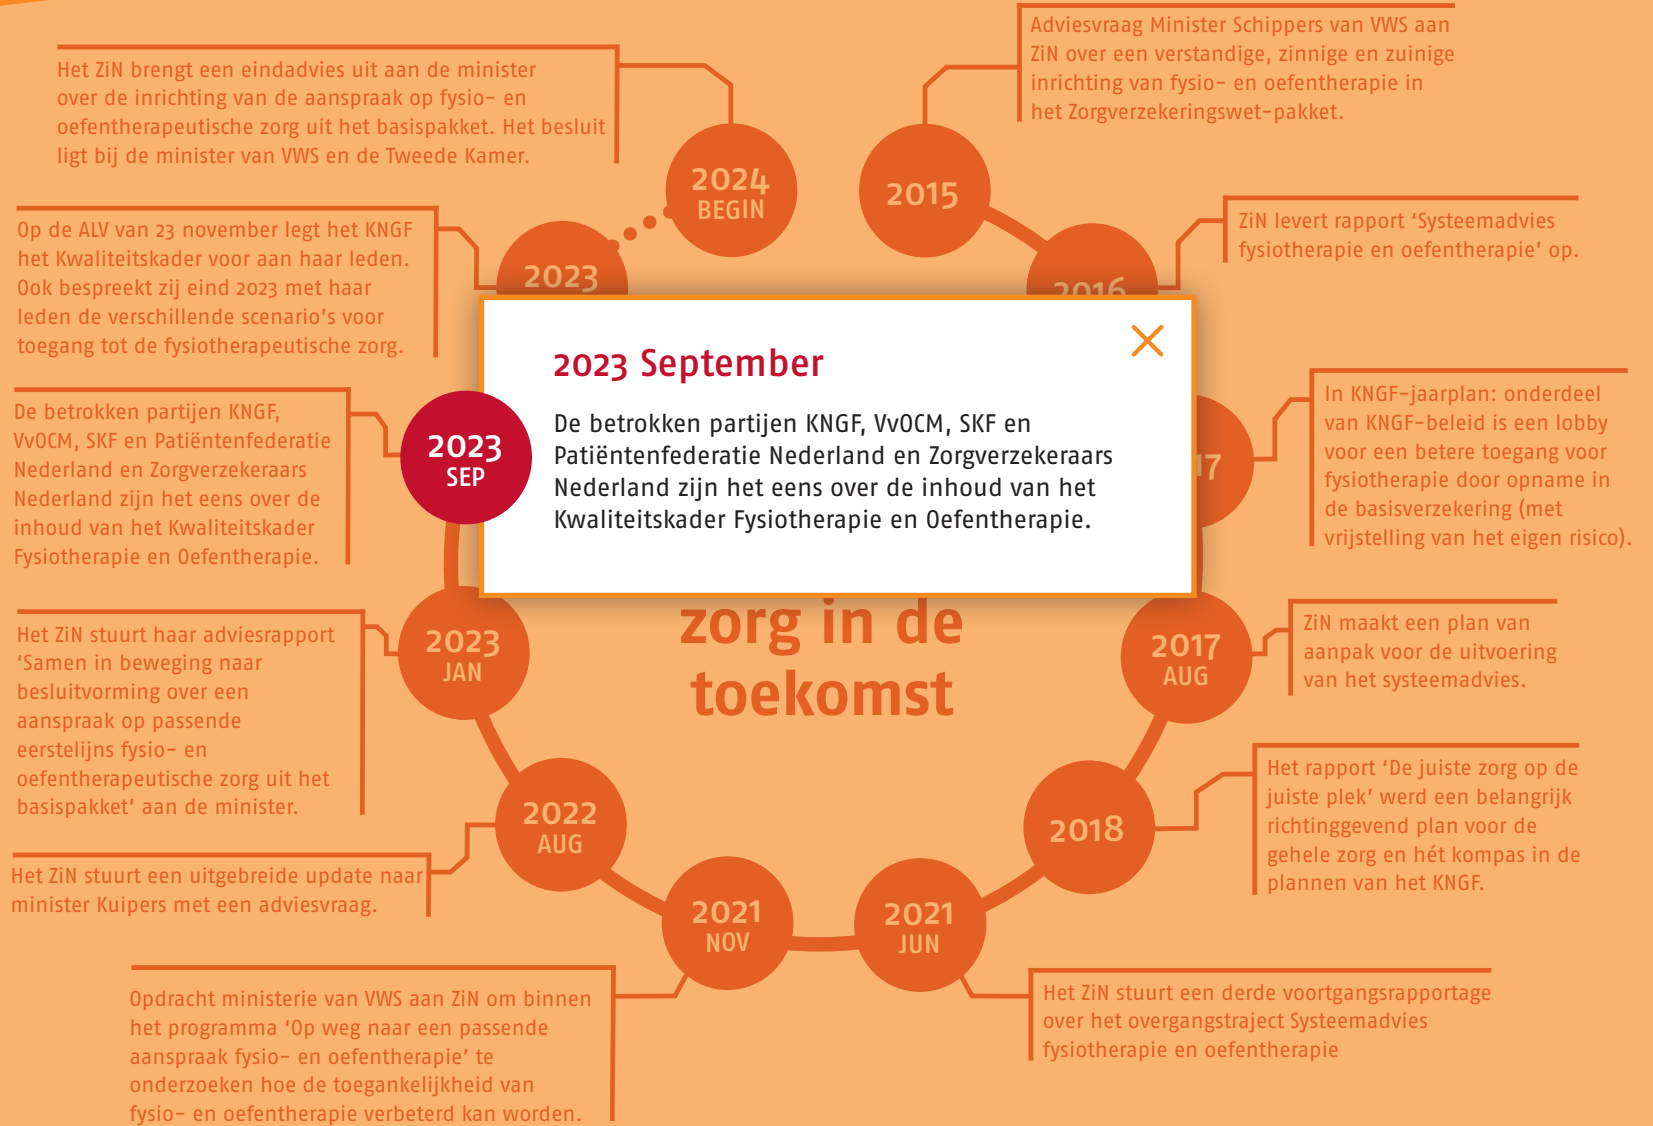 Het ZiN brengt een eindadvies uit aan de minister
over de inrichting van de aanspraak op fysio- en
oefentherapeutische zorg uit het basispakket. Het besluit
ligt bij de minister van VWS en de Tweede Kamer.
2024
BEGIN
Adviesvraag Minister Schippers van VWS aan
ZiN over een verstandige, zinnige en zuinige
inrichting van fysio- en oefentherapie in
het Zorgverzekeringswet-pakket.
2015
ZiN levert rapport ‘Systeemadvies
fysiotherapie en oefentherapie’ op.
2016
Op de ALV van 23 november legt het KNGF
het Kwaliteitskader voor aan haar leden.
Ook bespreekt zij eind 2023 met haar
leden de verschillende scenario's voor
toegang tot de fysiotherapeutische zorg.
2023
2023 September
De betrokken partijen KNGF, VvOCM, SKF en
Patiëntenfederatie Nederland en Zorgverzekeraars
Nederland zijn het eens over de inhoud van het
Kwaliteitskader Fysiotherapie en Oefentherapie.
De betrokken partijen KNGF,
VvOCM, SKF en Patiëntenfederatie
Nederland en Zorgverzekeraars
Nederland zijn het eens over de
inhoud van het Kwaliteitskader
Fysiotherapie en Oefentherapie.
2023
SEP
17
In KNGF-jaarplan: onderdeel
van KNGF-beleid is een lobby
voor een betere toegang voor
fysiotherapie door opname in
de basisverzekering (met
vrijstelling van het eigen risico).
zorg in de
toekomst
Het ZiN stuurt haar adviesrapport
‘Samen in beweging naar
besluitvorming over een
aanspraak op passende
eerstelijns fysio- en
oefentherapeutische zorg uit het
basispakket’ aan de minister.
2023
JAN
2017
AUG
ZiN maakt een plan van
aanpak voor de uitvoering
van het systeemadvies.
Het ZiN stuurt een uitgebreide update naar
minister Kuipers met een adviesvraag.
2022
AUG
2018
Het rapport ‘De juiste zorg op de
juiste plek’ werd een belangrijk
richtinggevend plan voor de
gehele zorg en hét kompas in de
plannen van het KNGF.
2021
NOV
2021
JUN
Opdracht ministerie van VWS aan ZiN om binnen
het programma ‘Op weg naar een passende
aanspraak fysio- en oefentherapie’ te
onderzoeken hoe de toegankelijkheid van
fysio- en oefentherapie verbeterd kan worden.
Het ZiN stuurt een derde voortgangsrapportage
over het overgangstraject Systeemadvies
fysiotherapie en oefentherapie